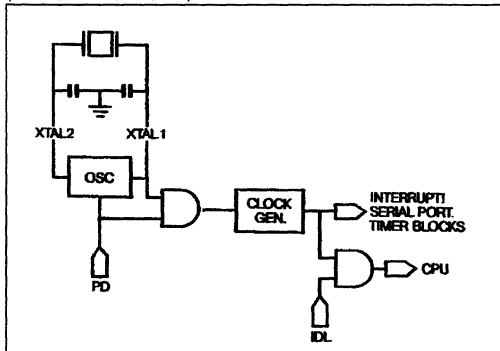 XTAL2
XTAL1
OSC
CLOCK
GEN.
INTERRUPT!
SERIAL PORT.
TIMER BLOCKS
CPU
PD
IDL